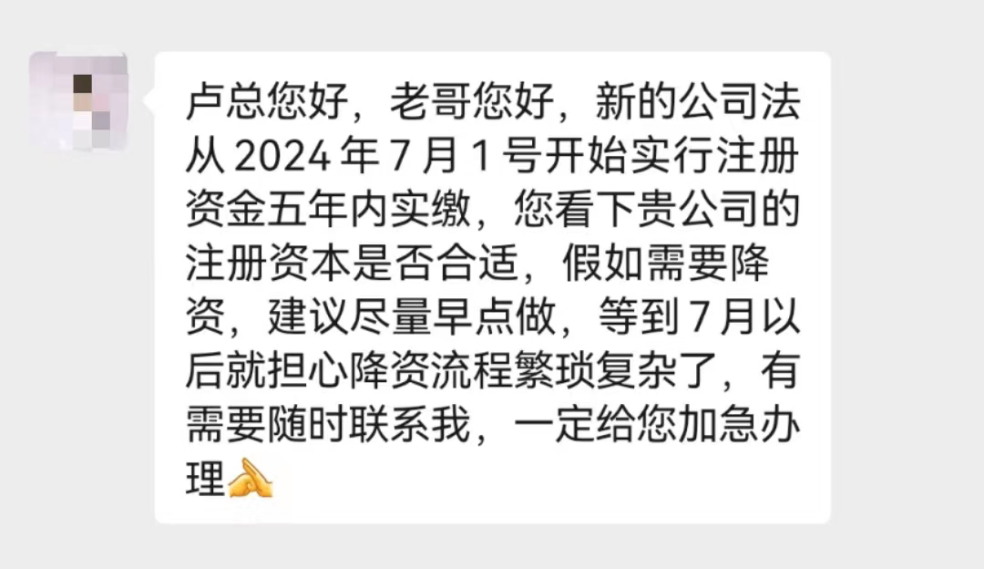 卢总您好，老哥您好，新的公司法
从2024年7月1号开始实行注册
资金五年内实缴，您看下贵公司的
注册资本是否合适，假如需要降
资，建议尽量早点做，等到7月以
后就担心降资流程繁琐复杂了，有
需要随时联系我，一定给您加急办
理